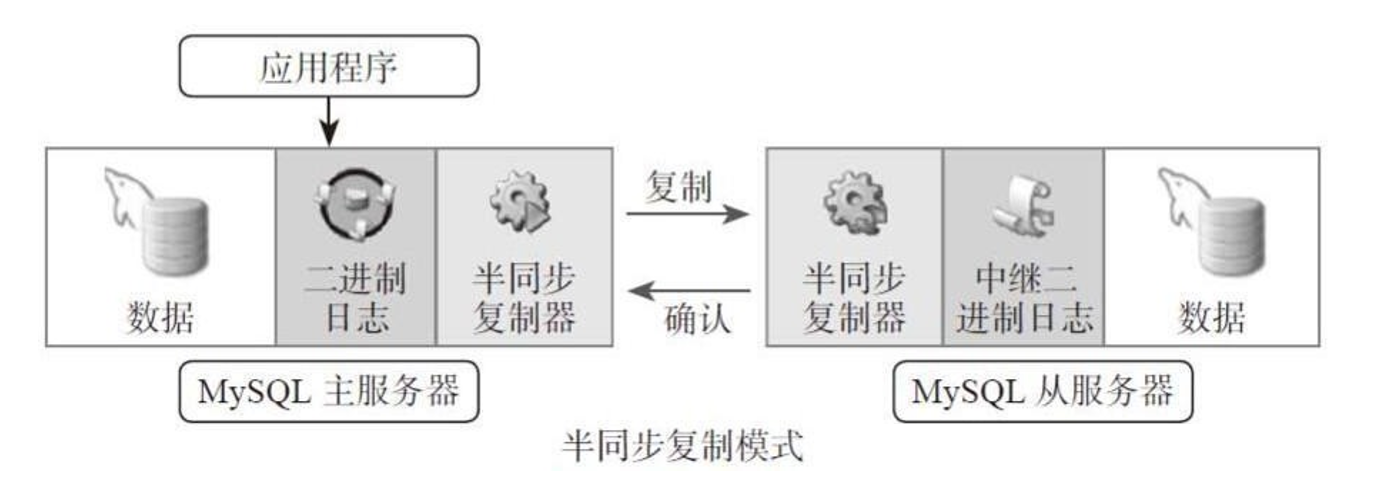 应用程序
复制
数据
二进制
日志
半同步
复制器
确认
半同步
复制器
中继二
进制日志
数据
MySQL 主服务器
MySQL 从服务器
半同步复制模式